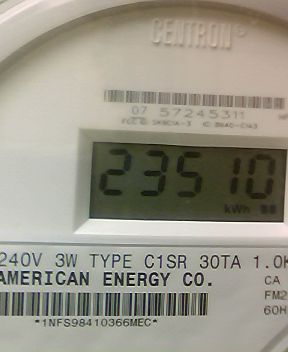 CENTRON®
07 57245311
23510
kWh 88
240V 3W TYPE C1SR 30TA 1.0K
AMERICAN ENERGY CO.
CA
FM2
60H
*1NFS98410366MEC*